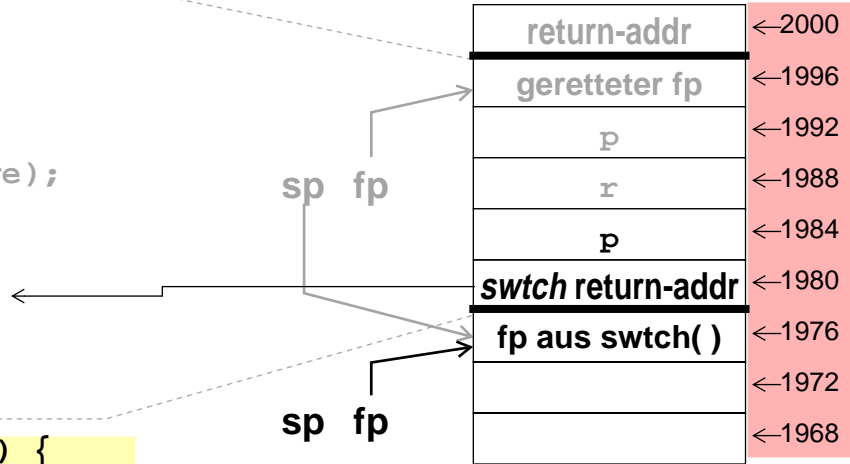 return-addr ←2000
geretteter fp ←1996
p ←1992
e); sp fp r ←1988
p ←1984
swtch return-addr ←1980
fp aus swtch( ) ←1976
←1972
sp fp ←1968
) {